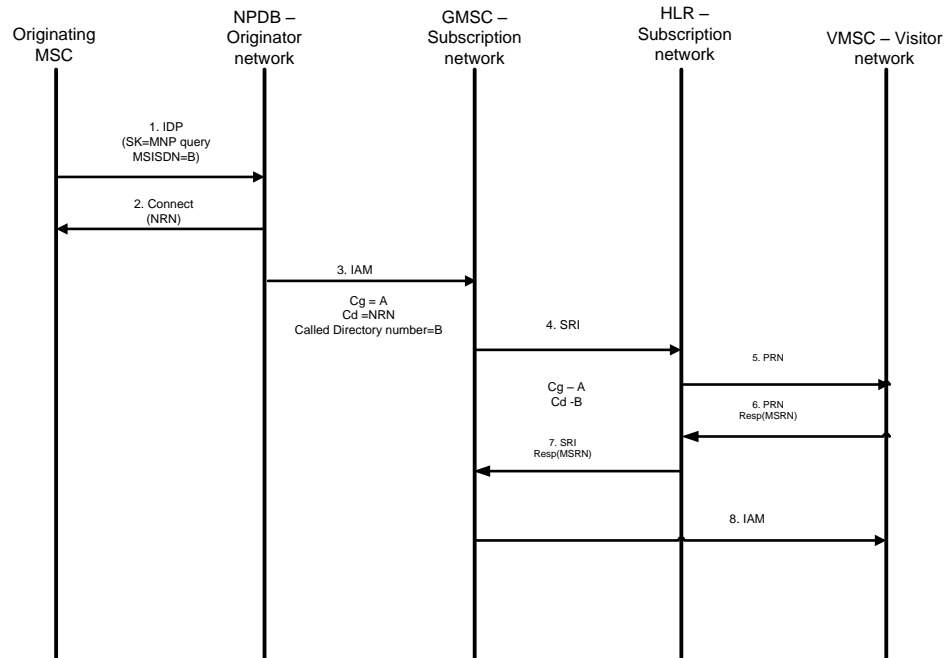 Originating
MSC
NPDB –
Originator
network
GMSC –
Subscription
network
HLR –
Subscription
network
VMSC – Visitor
network
1. IDP
(SK=MNP query
MSISDN=B)
2. Connect
(NRN)
3. IAM
Cg = A
Cd =NRN
Called Directory number=B
4. SRI
Cg – A
Cd -B
5. PRN
6. PRN
Resp(MSRN)
7. SRI
Resp(MSRN)
8. IAM